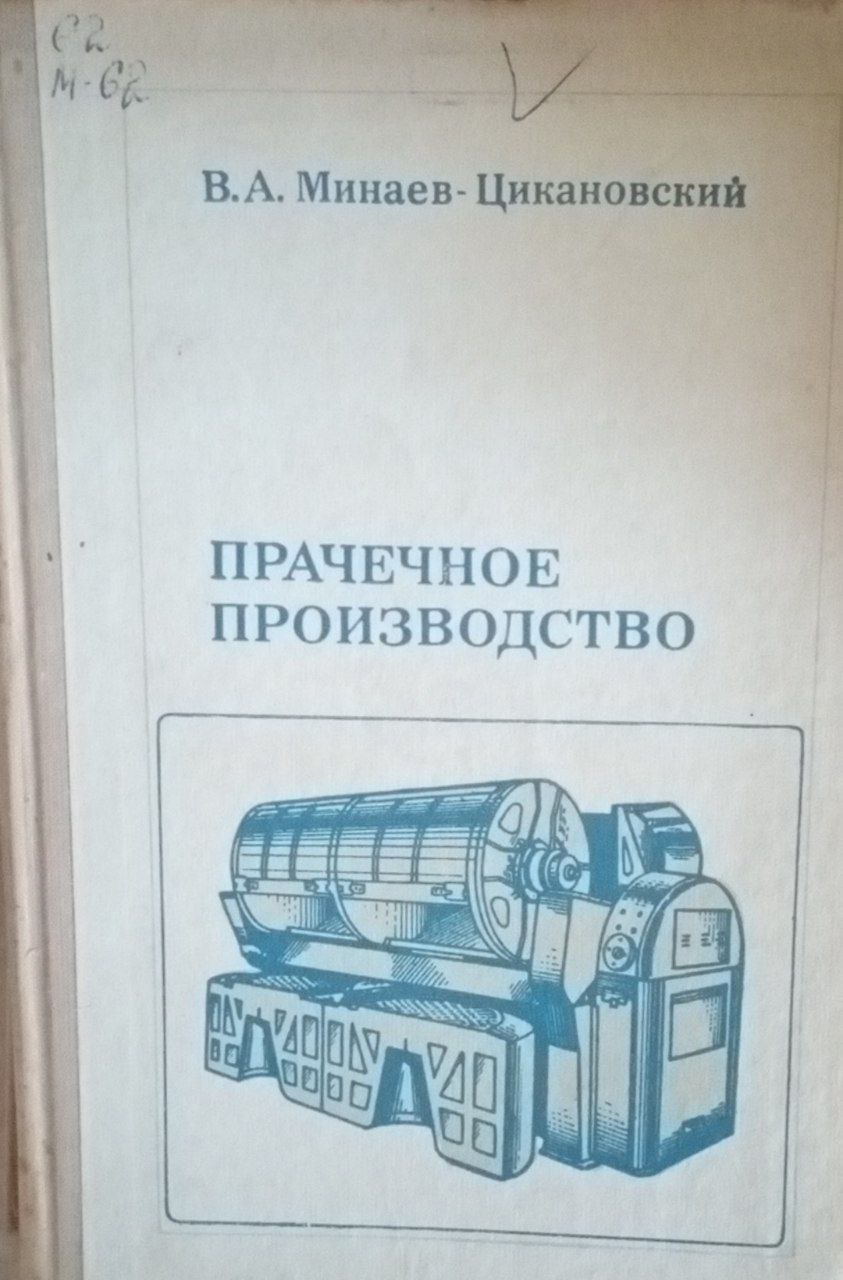 С2
М-62
В.А. Минаев-Цикановский
ПРАЧЕЧНОЕ
ПРОИЗВОДСТВО